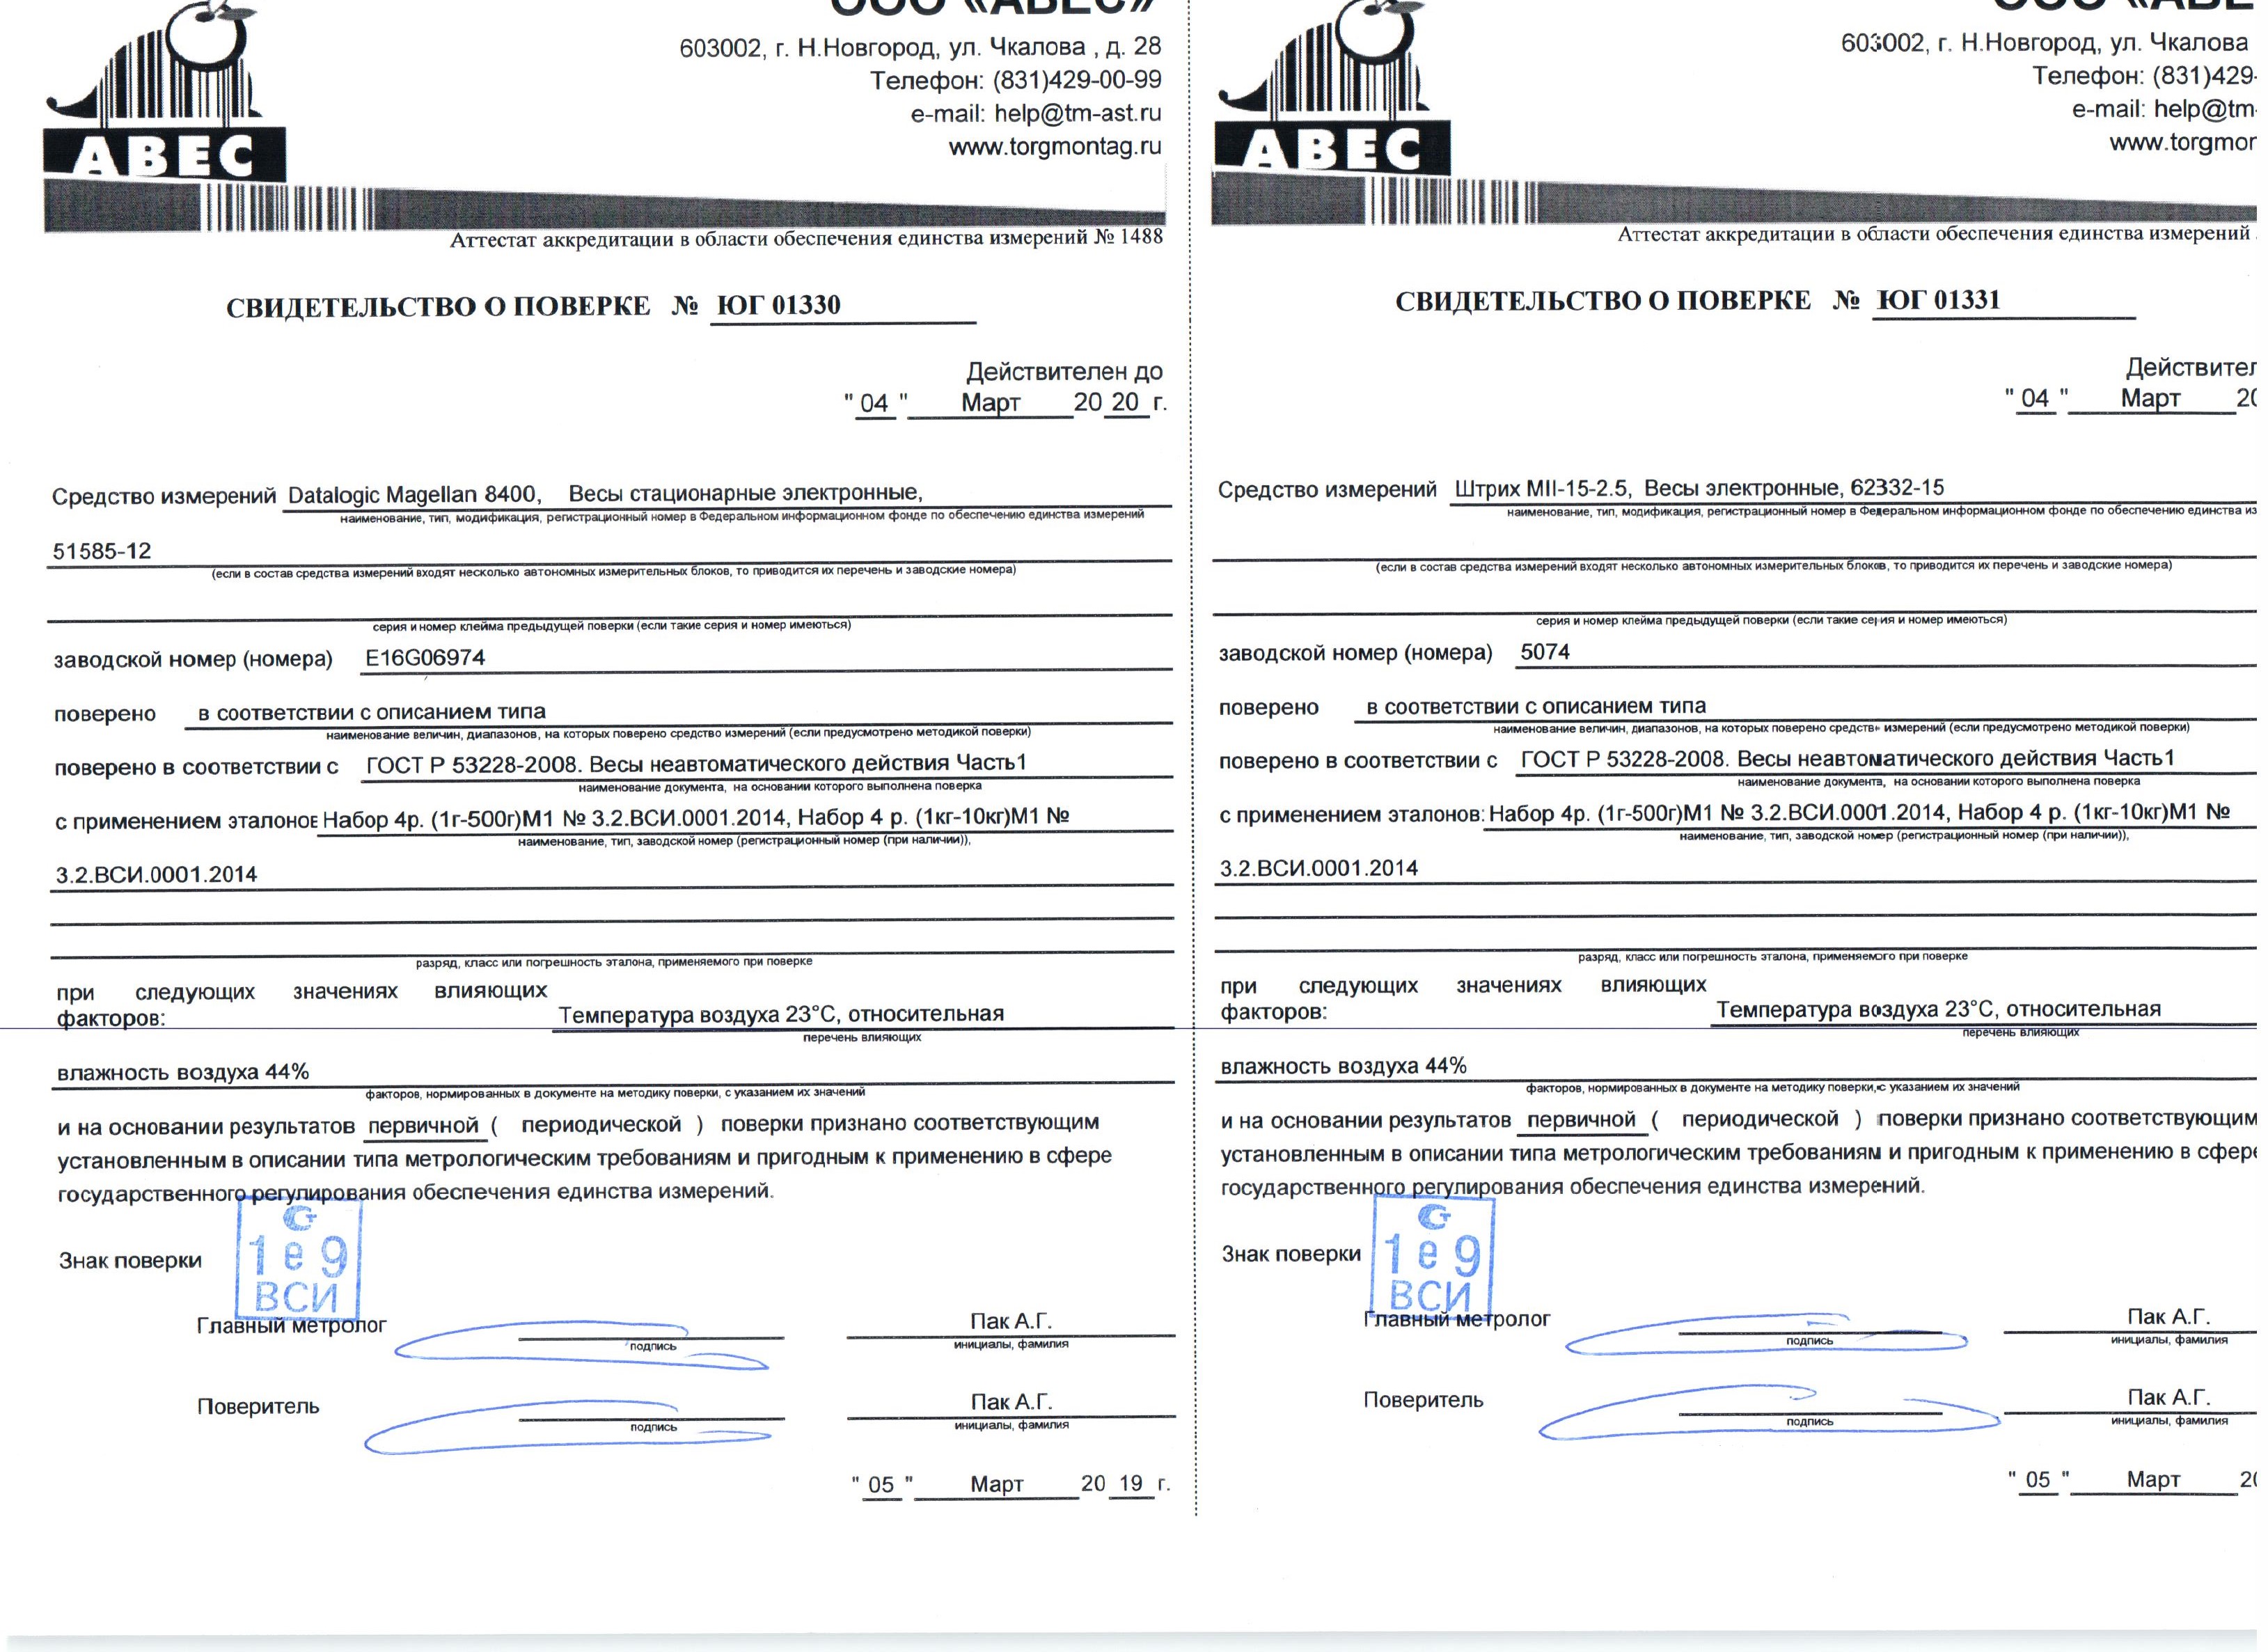 ООО «АВЕС»
603002, г. Н.Новгород, ул. Чкалова , д. 28
Телефон: (831)429-00-99
e-mail: help@tm-ast.ru
www.torgmontag.ru
АВЕС
Аттестат аккредитации в области обеспечения единства измерений № 1488
СВИДЕТЕЛЬСТВО О ПОВЕРКЕ № ЮГ 01330
Действителен до
" 04 " Март 20 20 г.
Средство измерений Datalogic Magellan 8400, Весы стационарные электронные,
наименование, тип, модификация, регистрационный номер в Федеральном информационном фонде по обеспечению единства измерений
51585-12
(если в состав средства измерений входят несколько автономных измерительных блоков, то приводится их перечень и заводские номера)
серия и номер клейма предыдущей поверки (если такие серия и номер имеються)
заводской номер (номера) E16G06974
поверено в соответствии с описанием типа
наименование величин, диапазонов, на которых поверено средство измерений (если предусмотрено методикой поверки)
поверено в соответствии с ГОСТ Р 53228-2008. Весы неавтоматического действия Часть1
наименование документа, на основании которого выполнена поверка
с применением эталонов Набор 4р. (1г-500г)М1 № 3.2.ВСИ.0001.2014, Набор 4 р. (1кг-10кг)М1 №
наименование, тип, заводской номер (регистрационный номер (при наличии)),
3.2.ВСИ.0001.2014
разряд, класс или погрешность эталона, применяемого при поверке
при следующих значениях влияющих
факторов: Температура воздуха 23°С, относительная
перечень влияющих
влажность воздуха 44%
факторов, нормированных в документе на методику поверки, с указанием их значений
и на основании результатов первичной ( периодической ) поверки признано соответствующим
установленным в описании типа метрологическим требованиям и пригодным к применению в сфере
государственного регулирования обеспечения единства измерений.
Знак поверки
1 е 9
ВСИ
Главный метролог Пак А.Г.
подпись инициалы, фамилия
Поверитель Пак А.Г.
подпись инициалы, фамилия
" 05 " Март 20 19 г.
ООО «АВЕ
603002, г. Н.Новгород, ул. Чкалова
Телефон: (831)429-
e-mail: help@tm-
www.torgmon
АВЕС
Аттестат аккредитации в области обеспечения единства измерений
СВИДЕТЕЛЬСТВО О ПОВЕРКЕ № ЮГ 01331
Действител
" 04 " Март 20
Средство измерений Штрих МII-15-2.5, Весы электронные, 62332-15
наименование, тип, модификация, регистрационный номер в Федеральном информационном фонде по обеспечению единства из
(если в состав средства измерений входят несколько автономных измерительных блоков, то приводится их перечень и заводские номера)
серия и номер клейма предыдущей поверки (если такие серия и номер имеються)
заводской номер (номера) 5074
поверено в соответствии с описанием типа
наименование величин, диапазонов, на которых поверено средство измерений (если предусмотрено методикой поверки)
поверено в соответствии с ГОСТ Р 53228-2008. Весы неавтоматического действия Часть1
наименование документа, на основании которого выполнена поверка
с применением эталонов: Набор 4р. (1г-500г)М1 № 3.2.ВСИ.0001.2014, Набор 4 р. (1кг-10кг)М1 №
наименование, тип, заводской номер (регистрационный номер (при наличии)),
3.2.ВСИ.0001.2014
разряд, класс или погрешность эталона, применяемого при поверке
при следующих значениях влияющих
факторов: Температура воздуха 23°С, относительная
перечень влияющих
влажность воздуха 44%
факторов, нормированных в документе на методику поверки,с указанием их значений
и на основании результатов первичной ( периодической ) поверки признано соответствующим
установленным в описании типа метрологическим требованиям и пригодным к применению в сфере
государственного регулирования обеспечения единства измерений.
Знак поверки
1 е 9
ВСИ
Главный метролог Пак А.Г.
подпись инициалы, фамилия
Поверитель Пак А.Г.
подпись инициалы, фамилия
" 05 " Март 20